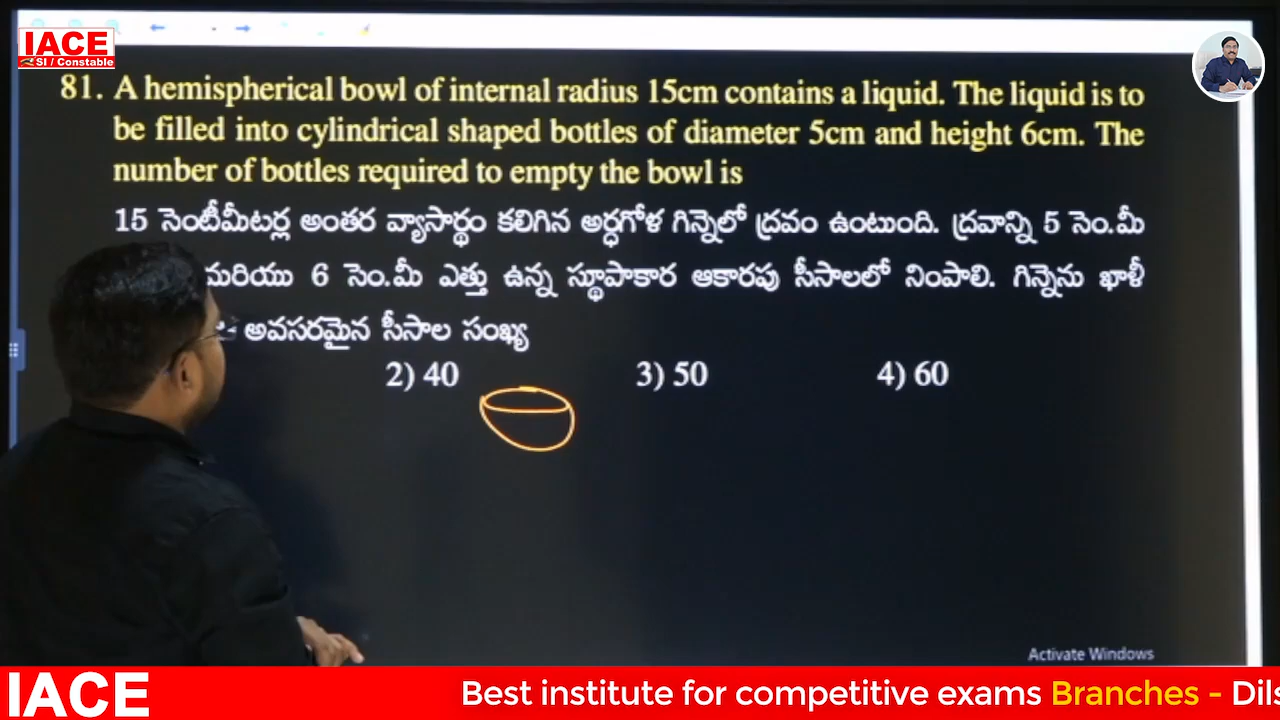 IACE
SI / Constable
81. A hemispherical bowl of internal radius 15cm contains a liquid. The liquid is to
be filled into cylindrical shaped bottles of diameter 5cm and height 6cm. The
number of bottles required to empty the bowl is
15 సెంటీమీటర్ల అంతర వ్యాసార్థం కలిగిన అర్ధగోళ గిన్నెలో ద్రవం ఉంటుంది. ద్రవాన్ని 5 సెం.మీ
మరియు 6 సెం.మీ ఎత్తు ఉన్న స్థూపాకార ఆకారపు సీసాలలో నింపాలి. గిన్నెను ఖాళీ
అవసరమైన సీసాల సంఖ్య
2) 40 3) 50 4) 60
Activate Windows
IACE Best institute for competitive exams Branches - Dils